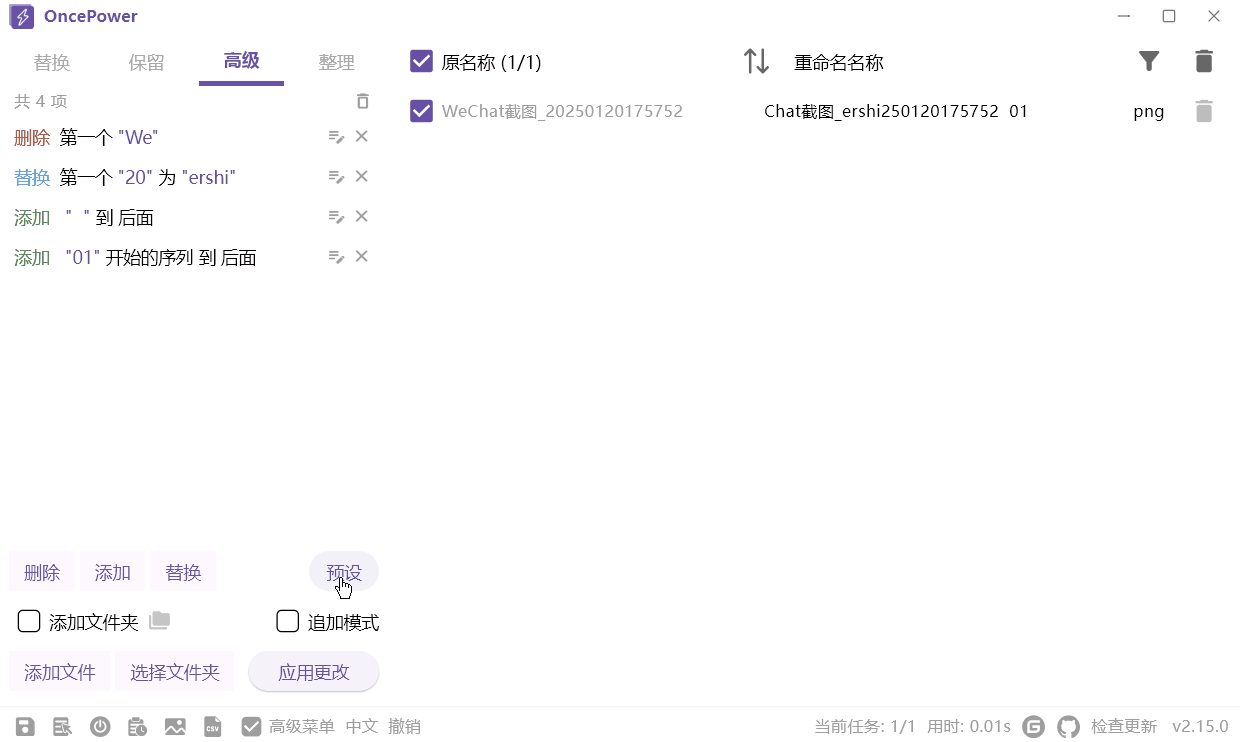 OncePower
替换 保留 高级 整理
共 4 项
删除 第一个 "We"
替换 第一个 "20" 为 "ershi"
添加 " " 到 后面
添加 "01" 开始的序列 到 后面
删除 添加 替换 预设
添加文件夹 追加模式
添加文件 选择文件夹 应用更改
原名称 (1/1) 重命名名称
WeChat截图_20250120175752 Chat截图_ershi250120175752 01 png
CSV 高级菜单 中文 撤销 当前任务: 1/1 用时: 0.01s 检查更新 v2.15.0